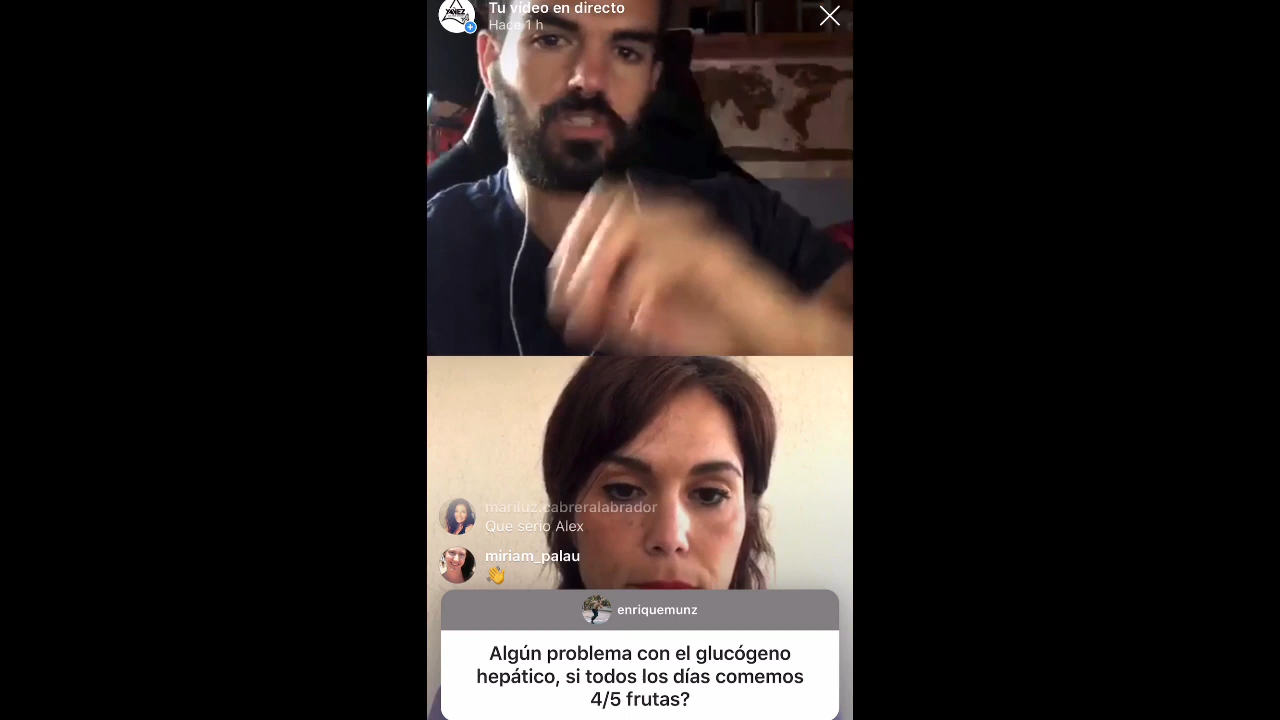 YÁÑEZ
Tu vídeo en directo
Hace 1 h
mariluz.cabreralabrador
Que serio Alex
miriam_palau
👋
enriquemunz
Algún problema con el glucógeno
hepático, si todos los días comemos
4/5 frutas?